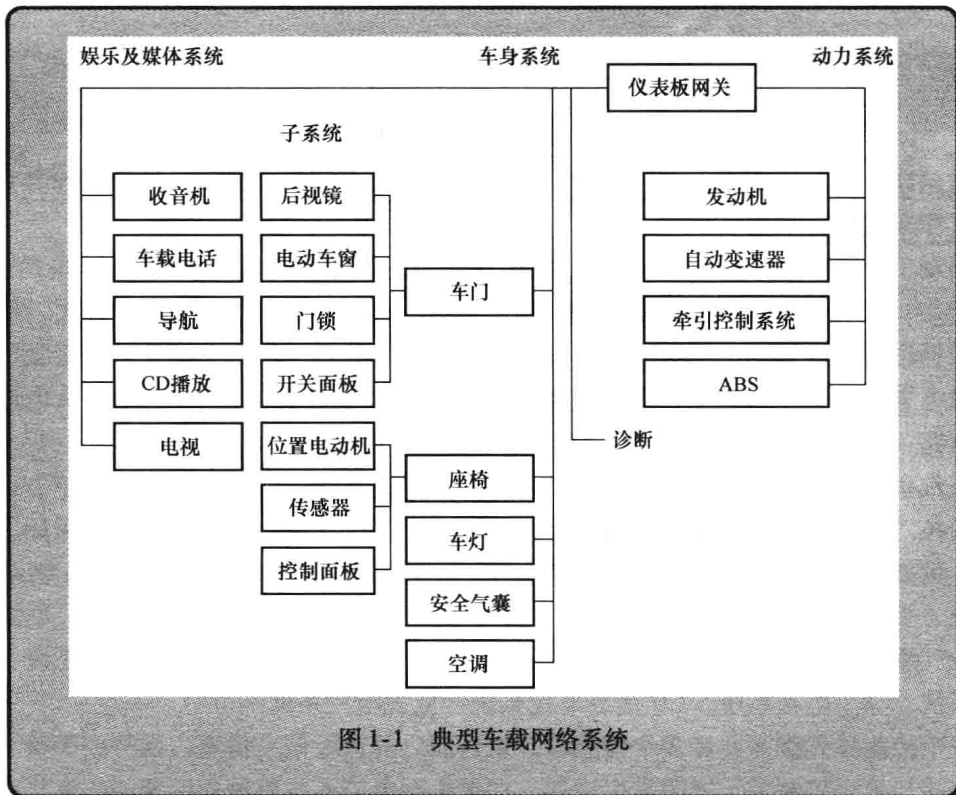 娱乐及媒体系统
车身系统
动力系统
仪表板网关
子系统
收音机
车载电话
导航
CD播放
电视
后视镜
电动车窗
门锁
开关面板
位置电动机
传感器
控制面板
车门
座椅
车灯
安全气囊
空调
诊断
发动机
自动变速器
牵引控制系统
ABS
图1-1 典型车载网络系统